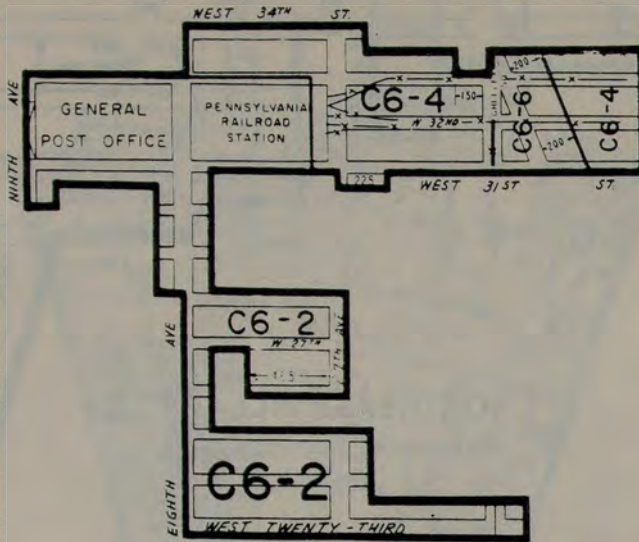 WEST 34TH ST.
AVE
NINTH
GENERAL
POST OFFICE
PENNSYLVANIA
RAILROAD
STATION
C6-4
150
200
C6-6
C6-4
W 32ND
200
225
WEST 31ST ST.
C6-2
W 27TH
7TH AVE
AVE
EIGHTH
C6-2
WEST TWENTY-THIRD